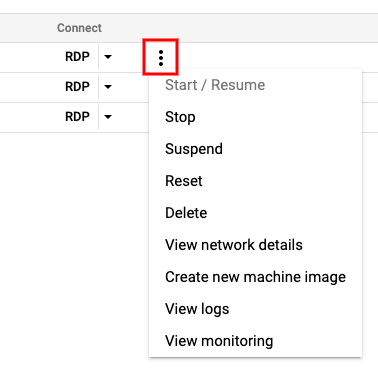 Connect
RDP
RDP
RDP
Start / Resume
Stop
Suspend
Reset
Delete
View network details
Create new machine image
View logs
View monitoring